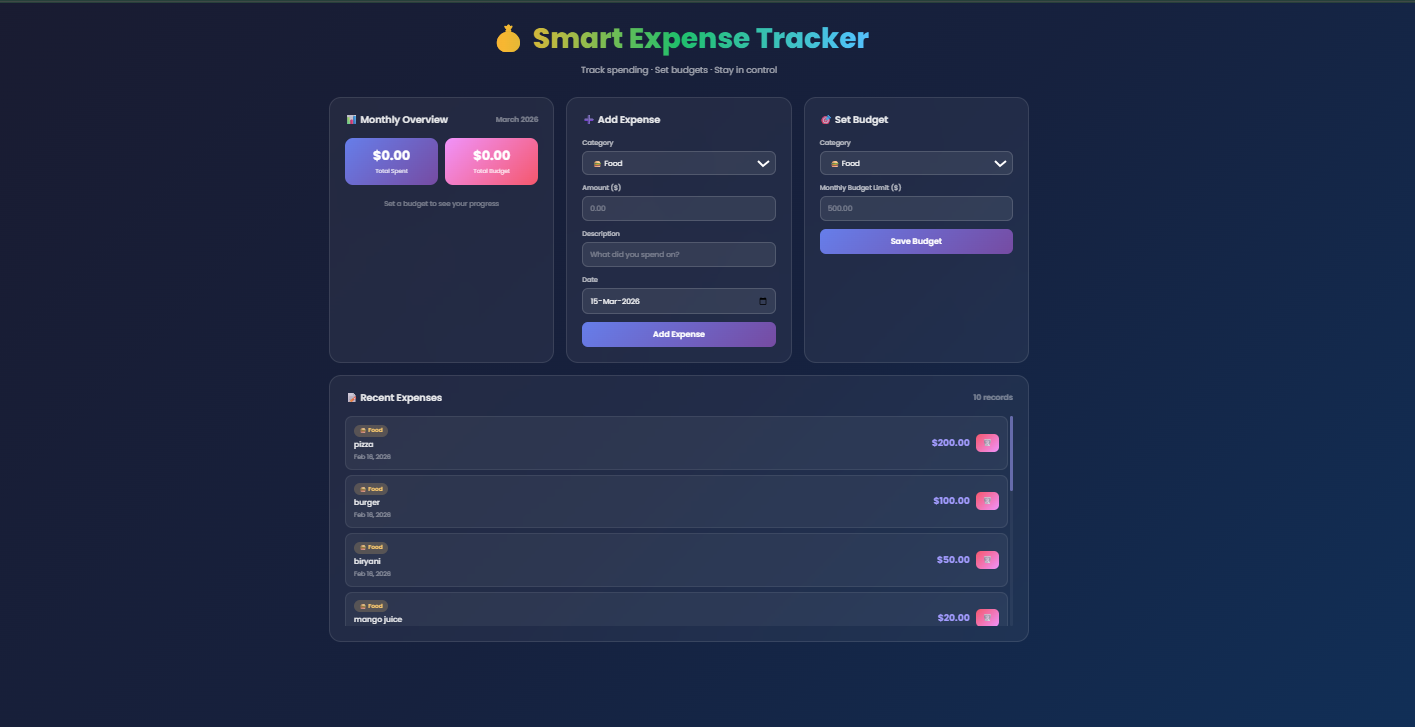 Smart Expense Tracker
Track spending · Set budgets · Stay in control
Monthly Overview
March 2026
$0.00
Total Spent
$0.00
Total Budget
Set a budget to see your progress
Add Expense
Category
Food
Amount ($)
0.00
Description
What did you spend on?
Date
15-Mar-2026
Add Expense
Set Budget
Category
Food
Monthly Budget Limit ($)
500.00
Save Budget
Recent Expenses
10 records
Food
pizza
Feb 16, 2026
$200.00
Food
burger
Feb 16, 2026
$100.00
Food
biryani
Feb 16, 2026
$50.00
Food
mango juice
$20.00